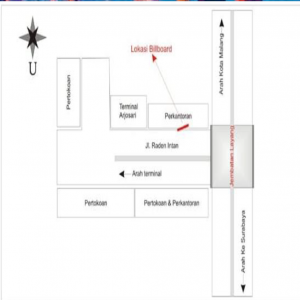 Lokasi Billboard
Arah Kota Malang
U
Pertokoan
Terminal
Arjosari
Perkantoran
Jl. Raden Intan
Jembatan Layang
Arah terminal
Pertokoan
Pertokoan & Perkantoran
Arah Ke Surabaya